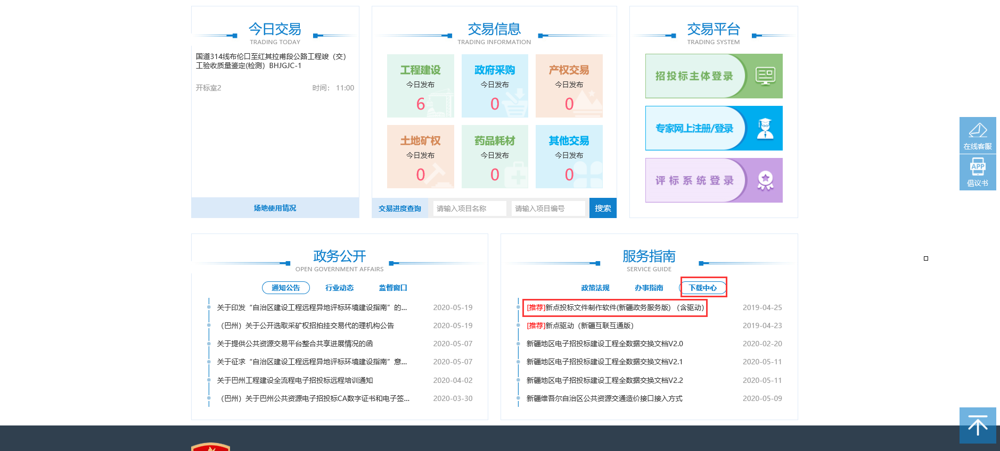 今日交易
TRADING TODAY
国道314线布伦口至红其拉甫段公路工程竣（交）
工验收质量鉴定(检测）BHJGJC-1
开标室2
时间： 11:00
场地使用情况
交易信息
TRADING INFORMATION
工程建设
今日发布
6
政府采购
今日发布
0
产权交易
今日发布
0
土地矿权
今日发布
0
药品耗材
今日发布
0
其他交易
今日发布
0
交易进度查询
请输入项目名称
请输入项目编号
搜索
交易平台
TRADING SYSTEM
招投标主体登录
专家网上注册/登录
评标系统登录
在线客服
APP
倡议书
政务公开
OPEN GOVERNMENT AFFAIRS
通知公告 行业动态 监督窗口
关于印发“自治区建设工程远程异地评标环境建设指南”的... 2020-05-19
（巴州）关于公开选取采矿权招拍挂交易代的理机构公告 2020-05-19
关于提供公共资源交易平台整合共享进展情况的函 2020-05-07
关于征求“自治区建设工程远程异地评标环境建设指南”意... 2020-05-07
关于巴州工程建设全流程电子招投标远程培训通知 2020-04-02
（巴州）关于巴州公共资源电子招投标CA数字证书和电子签... 2020-03-30
服务指南
SERVICE GUIDE
政策法规 办事指南 下载中心
[推荐]新点投标文件制作软件(新疆政务服务版) （含驱动） 2019-04-25
[推荐]新点驱动（新疆互联互通版） 2019-04-23
新疆地区电子招投标建设工程全数据交换文档V2.0 2020-02-20
新疆地区电子招投标建设工程全数据交换文档V2.1 2020-05-11
新疆地区电子招投标建设工程全数据交换文档V2.2 2020-05-11
新疆维吾尔自治区公共资源交通造价接口接入方式 2020-05-09